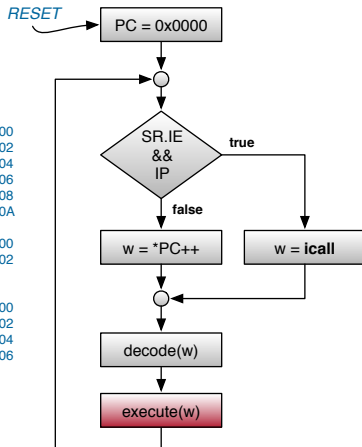 RESET
PC = 0x0000
00
02
04
06
08
0A
00
02
00
02
04
06
SR.IE
&&
IP
true
false
w = *PC++
w = icall
decode(w)
execute(w)